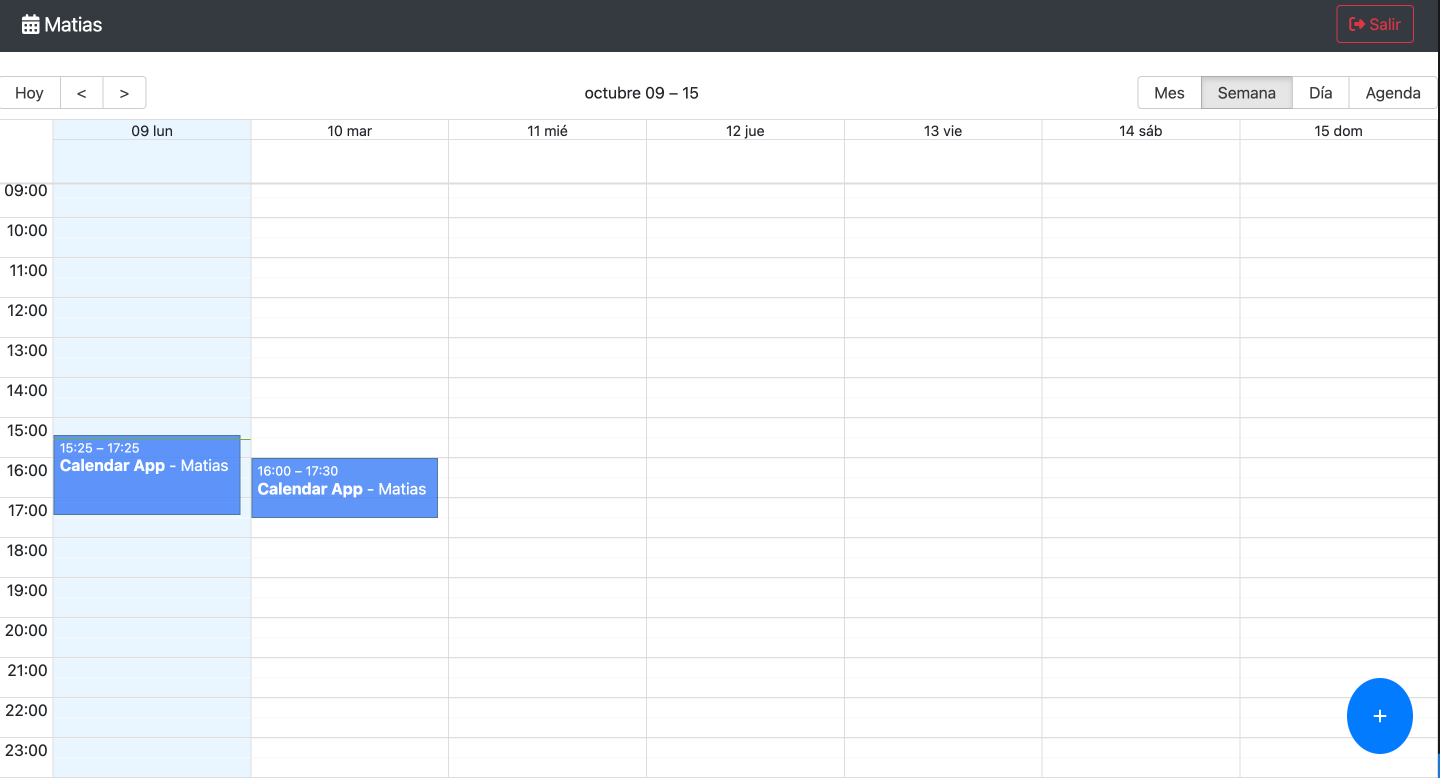 Matias
Salir
Hoy < >
octubre 09 – 15
Mes Semana Día Agenda
09 lun 10 mar 11 mié 12 jue 13 vie 14 sáb 15 dom
09:00
10:00
11:00
12:00
13:00
14:00
15:00
15:25 – 17:25
Calendar App - Matias
16:00
16:00 – 17:30
Calendar App - Matias
17:00
18:00
19:00
20:00
21:00
22:00
+
23:00